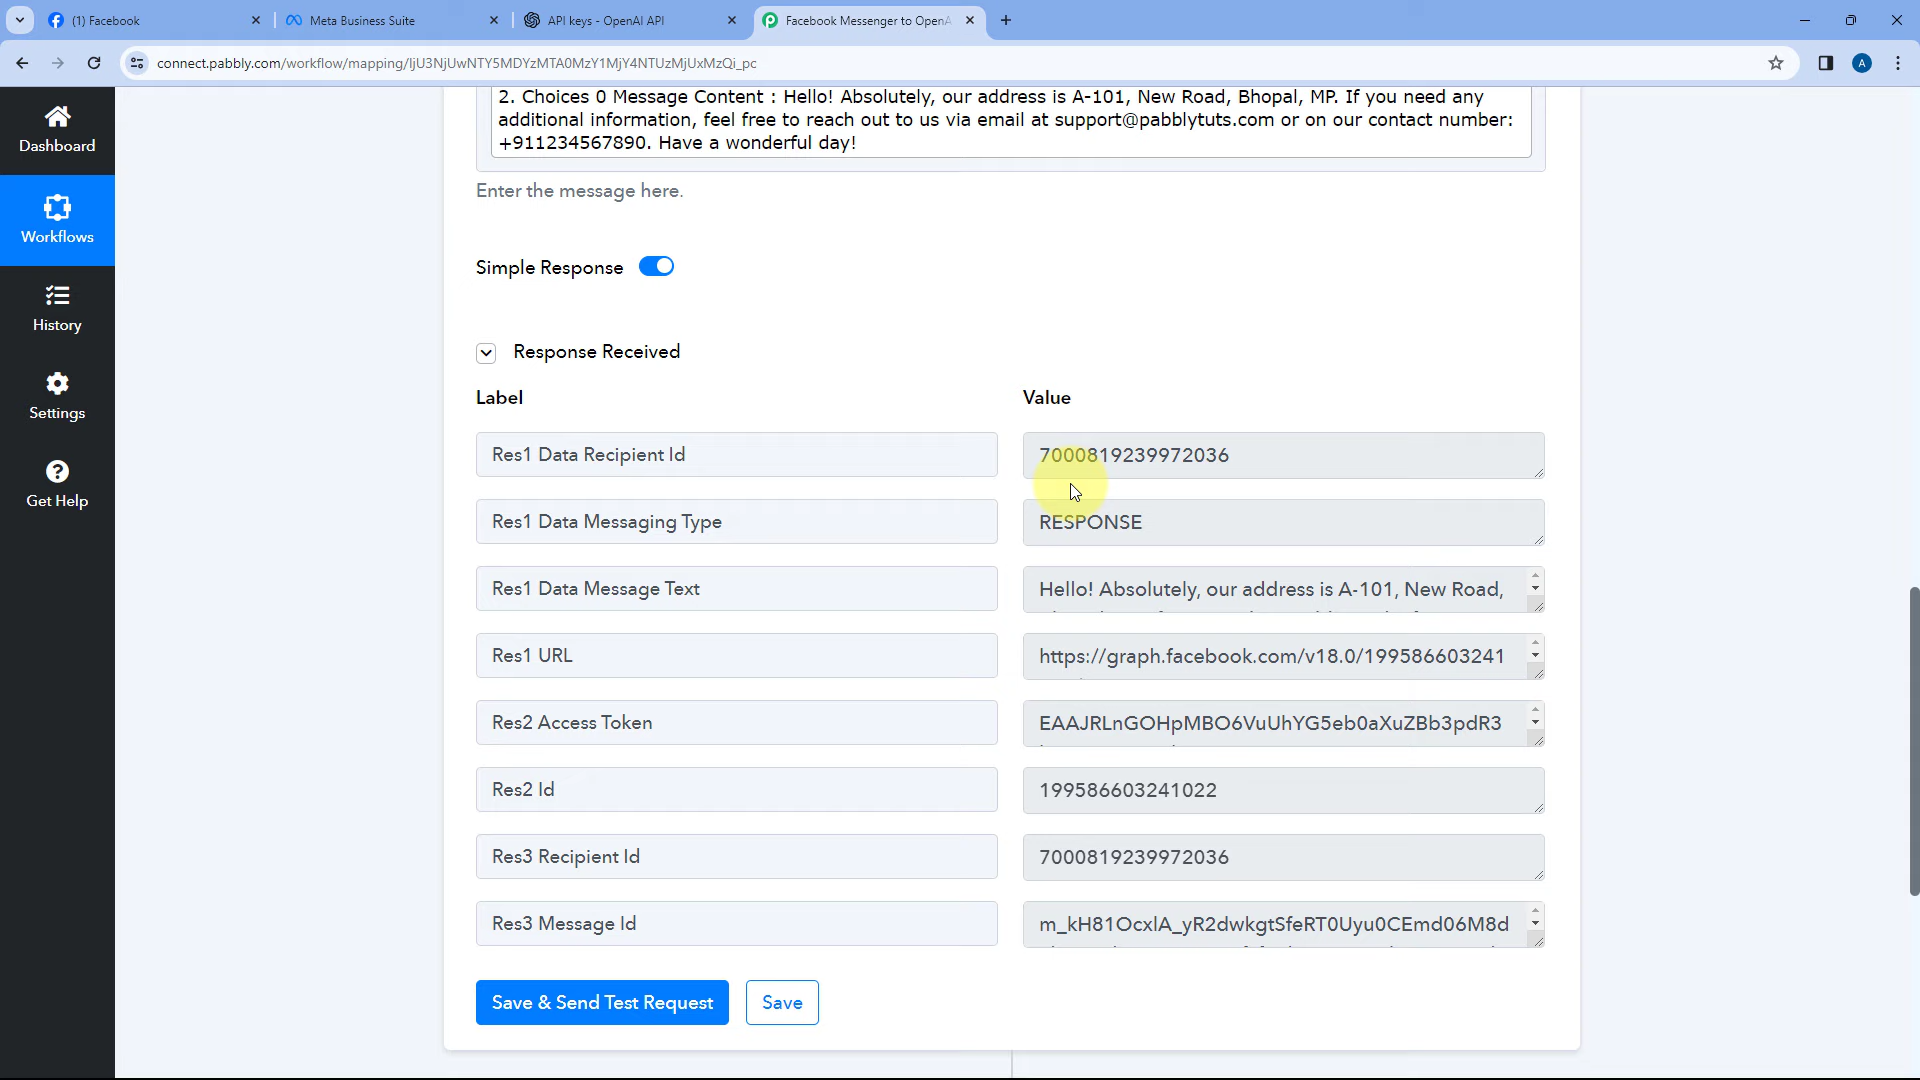 (1) Facebook
Meta Business Suite
API keys - OpenAI API
Facebook Messenger to OpenA
connect.pabbly.com/workflow/mapping/IjU3NjUwNTY5MDYzMTA0MzY1MjY4NTUzMjUxMzQi_pc
A
Dashboard
Workflows
History
Settings
Get Help
2. Choices 0 Message Content : Hello! Absolutely, our address is A-101, New Road, Bhopal, MP. If you need any
additional information, feel free to reach out to us via email at support@pabblytuts.com or on our contact number:
+911234567890. Have a wonderful day!
Enter the message here.
Simple Response
Response Received
Label Value
Res1 Data Recipient Id 7000819239972036
Res1 Data Messaging Type RESPONSE
Res1 Data Message Text Hello! Absolutely, our address is A-101, New Road,
Res1 URL https://graph.facebook.com/v18.0/199586603241
Res2 Access Token EAAJRLnGOHpMBO6VuUhYG5eb0aXuZBb3pdR3
Res2 Id 199586603241022
Res3 Recipient Id 7000819239972036
Res3 Message Id m_kH81OcxlA_yR2dwkgtSfeRT0Uyu0CEmd06M8d
Save & Send Test Request Save